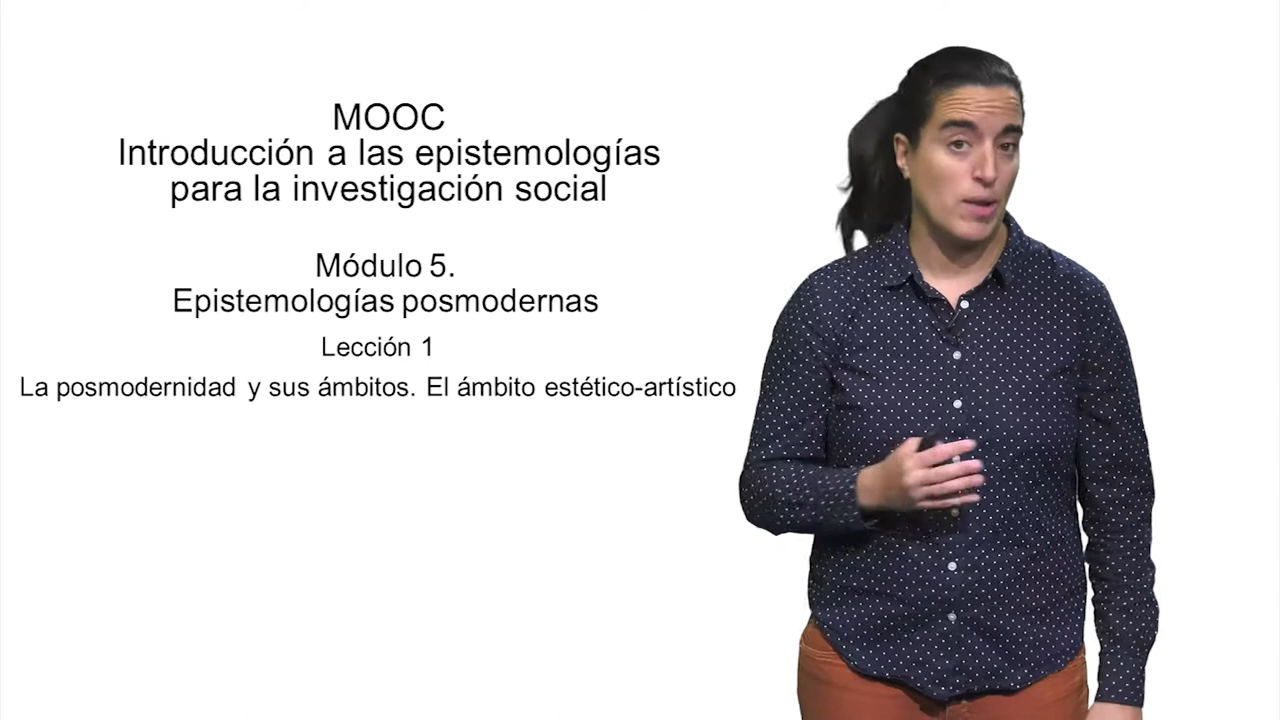 MOOC
Introducción a las epistemologías
para la investigación social
Módulo 5.
Epistemologías posmodernas
Lección 1
La posmodernidad y sus ámbitos. El ámbito estético-artístico